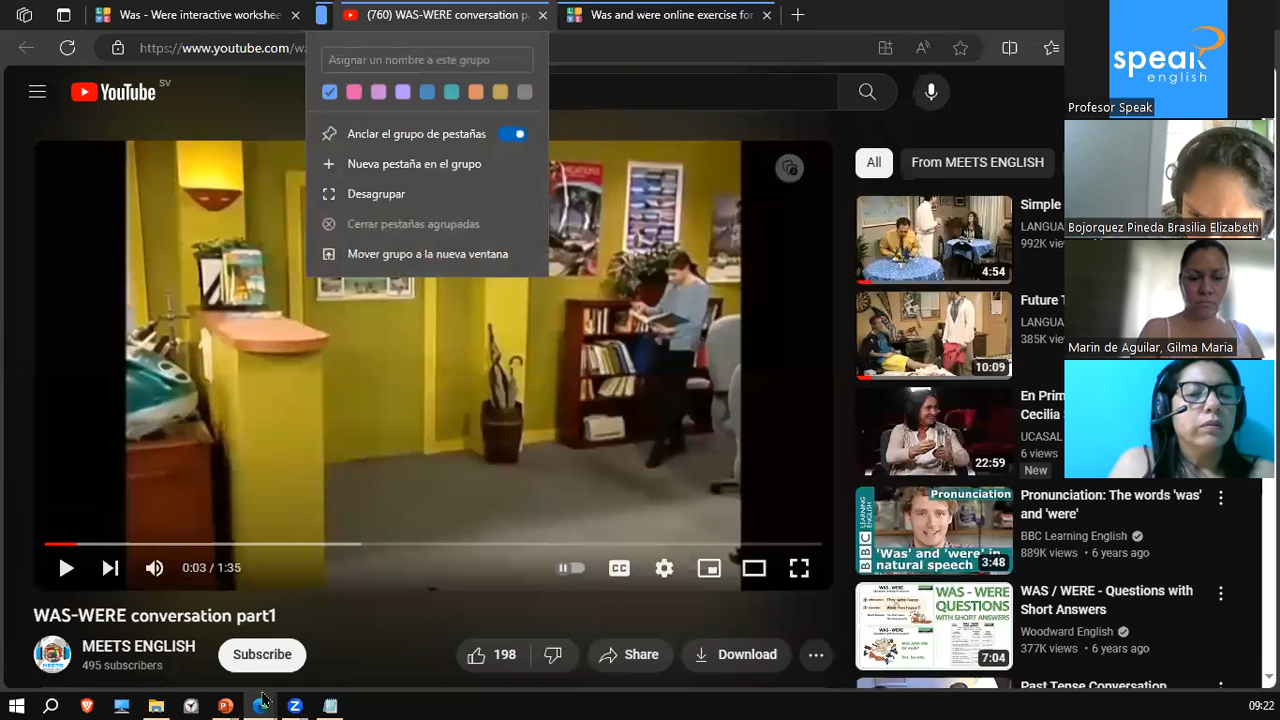 Was - Were interactive workshee
(760) WAS-WERE conversation p
Was and were online exercise for
https://www.youtube.com/wa
Asignar un nombre a este grupo
Anclar el grupo de pestañas
Nueva pestaña en el grupo
Desagrupar
Cerrar pestañas agrupadas
Mover grupo a la nueva ventana
YouTube SV
0:03 / 1:35
CC
WAS-WERE conversation part1
MEETS ENGLISH
495 subscribers
Subscribe
198
Share
Download
All
From MEETS ENGLISH
4:54
Simple
LANGUA
992K vie
10:09
Future T
LANGUA
385K vie
22:59
En Prim
Cecilia S
UCASAL
6 views
New
Pronunciation
BBC LEARNING ENGLISH
'Was' and 'were' in
natural speech
3:48
Pronunciation: The words 'was'
and 'were'
BBC Learning English
889K views • 6 years ago
WAS - WERE
QUESTIONS
WITH SHORT
ANSWERS
7:04
WAS / WERE - Questions with
Short Answers
Woodward English
377K views • 6 years ago
Past Tense Conversation
speak
english
Profesor Speak
Bojorquez Pineda Brasilia Elizabeth
Marin de Aguilar, Gilma Maria
09:22